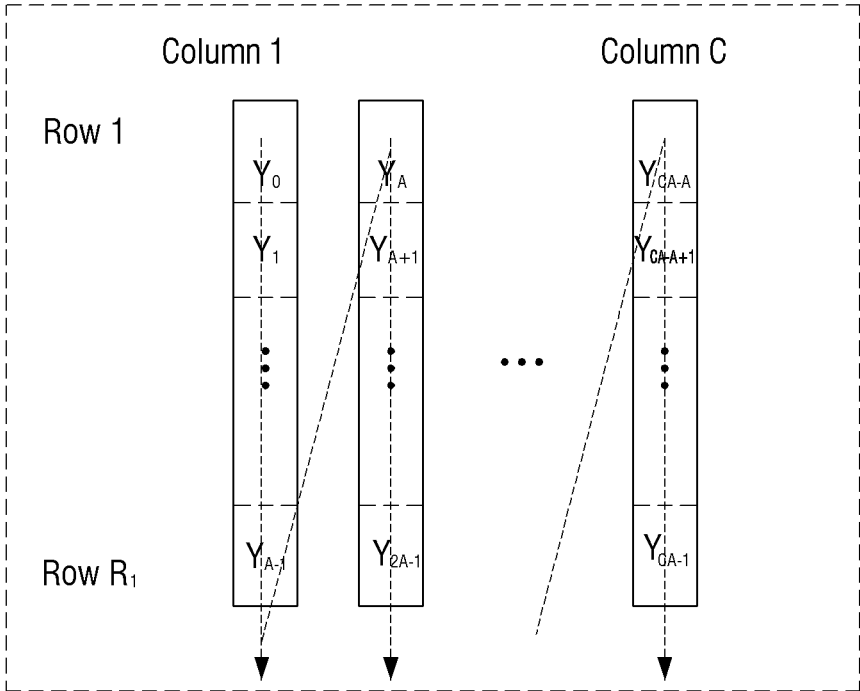 Column 1 Column C
Row 1
Y0 YA YCA-A
Y1 YA+1 YCA-A+1
Row R1 YA-1 Y2A-1 YCA-1